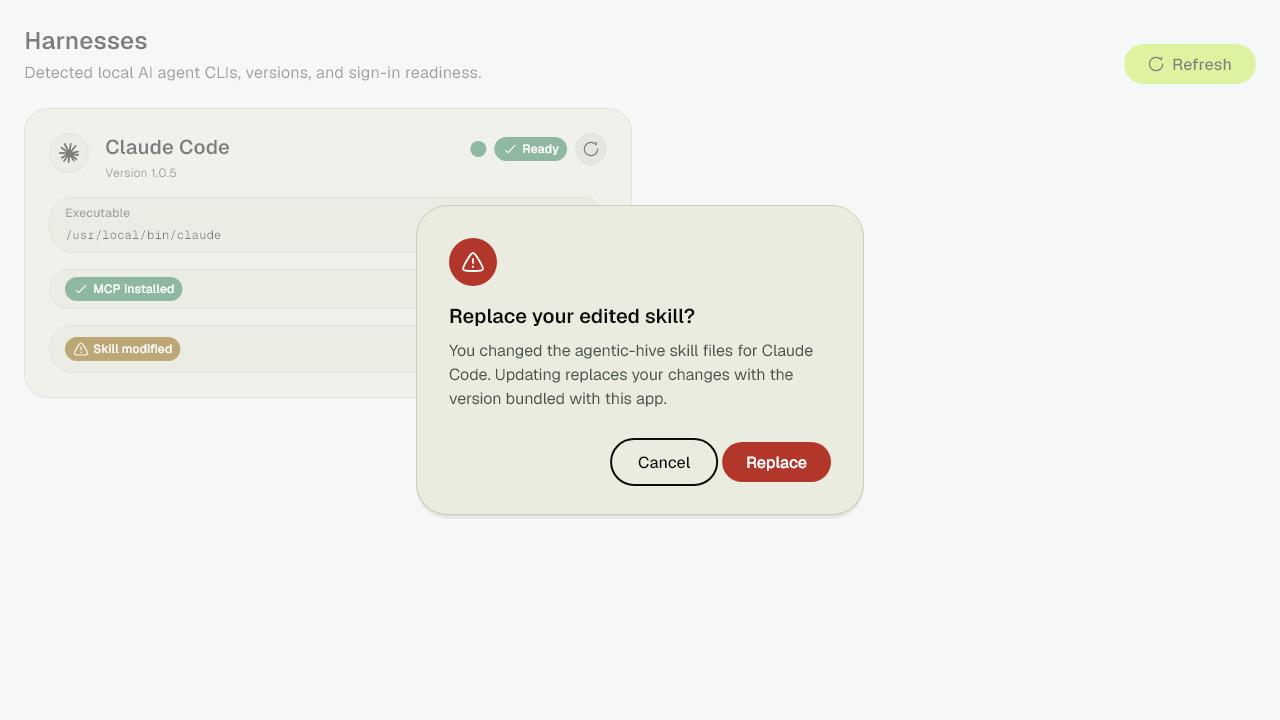 Harnesses
Detected local AI agent CLIs, versions, and sign-in readiness.
Refresh
Claude Code
Version 1.0.5
Ready
Executable
/usr/local/bin/claude
MCP installed
Skill modified
Replace your edited skill?
You changed the agentic-hive skill files for Claude
Code. Updating replaces your changes with the
version bundled with this app.
Cancel
Replace